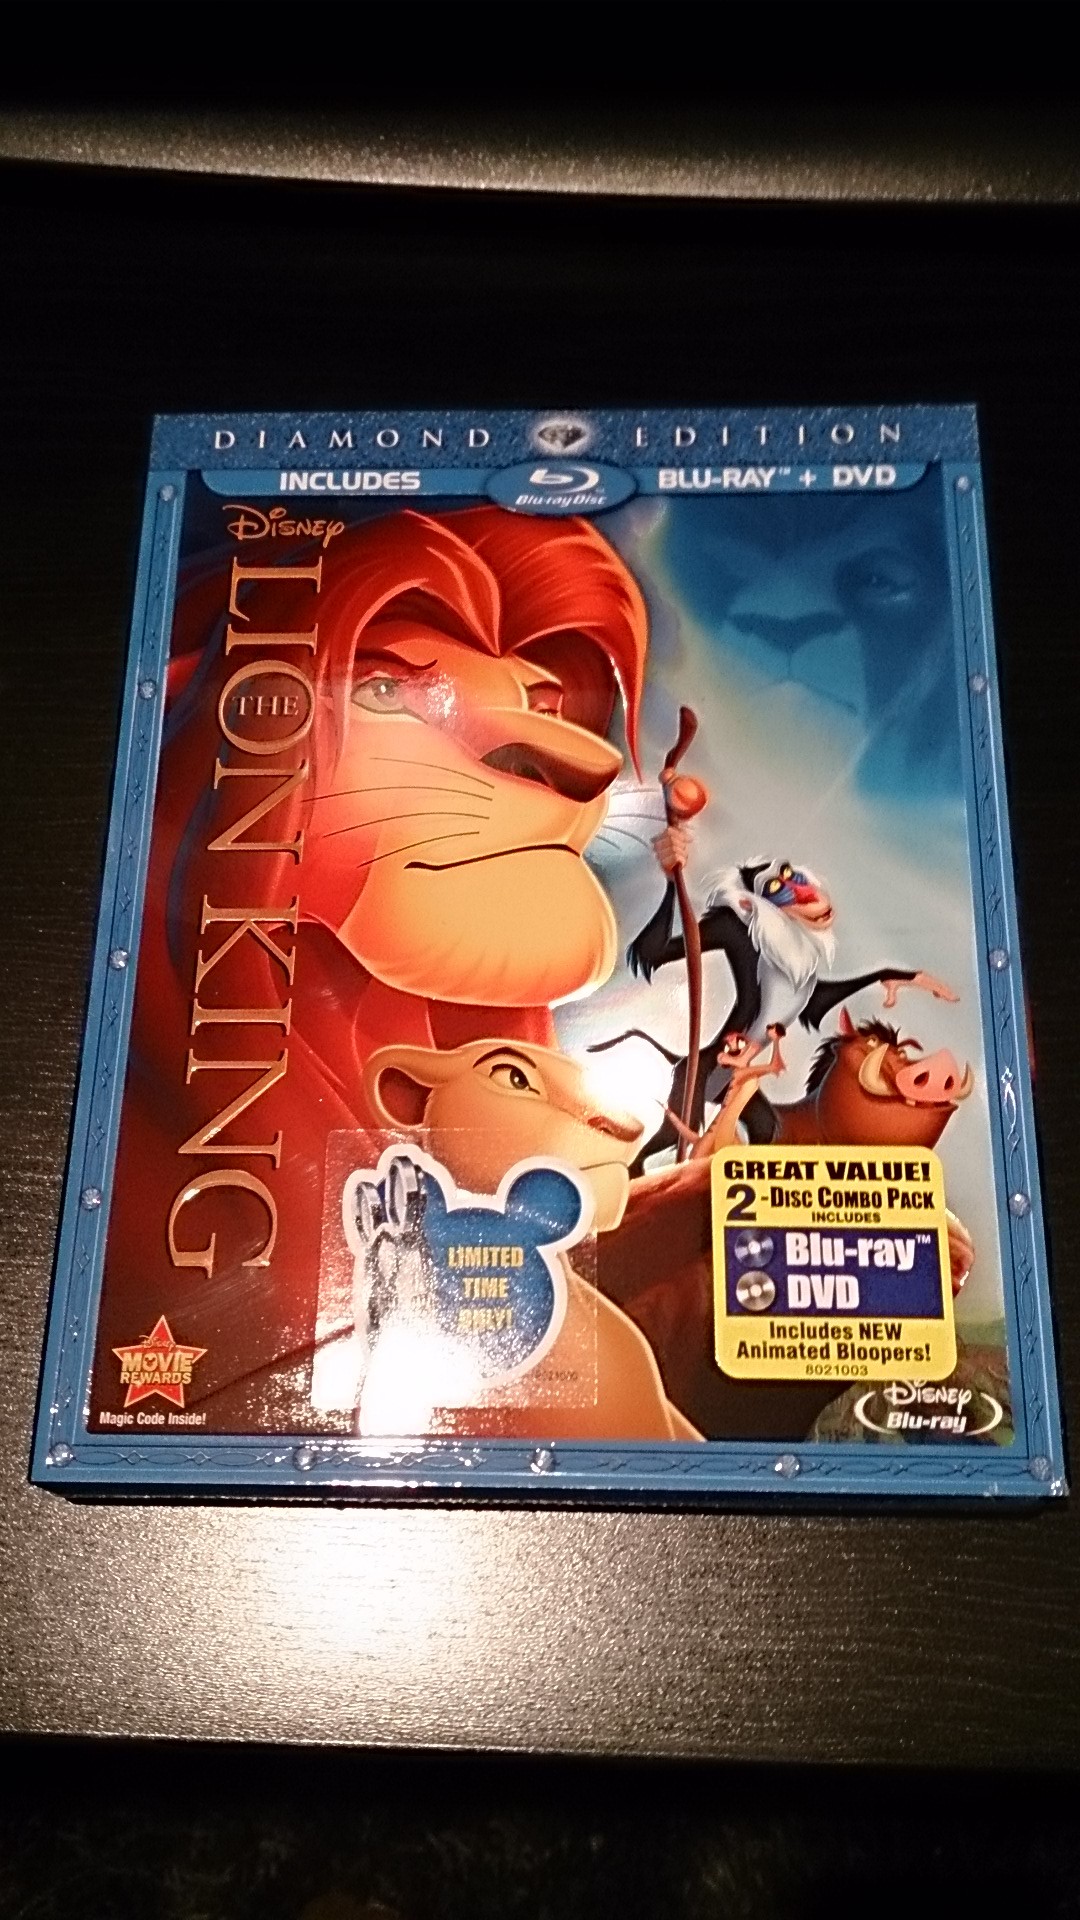 DIAMOND EDITION
INCLUDES Blu-ray Disc BLU-RAY™ + DVD
DISNEY
THE
LION KING
LIMITED
TIME
ONLY!
GREAT VALUE!
2-DISC COMBO PACK
INCLUDES
Blu-ray™
DVD
Includes NEW
Animated Bloopers!
8021003
Disney
MOVIE
REWARDS
Magic Code Inside!
DISNEY
Blu-ray